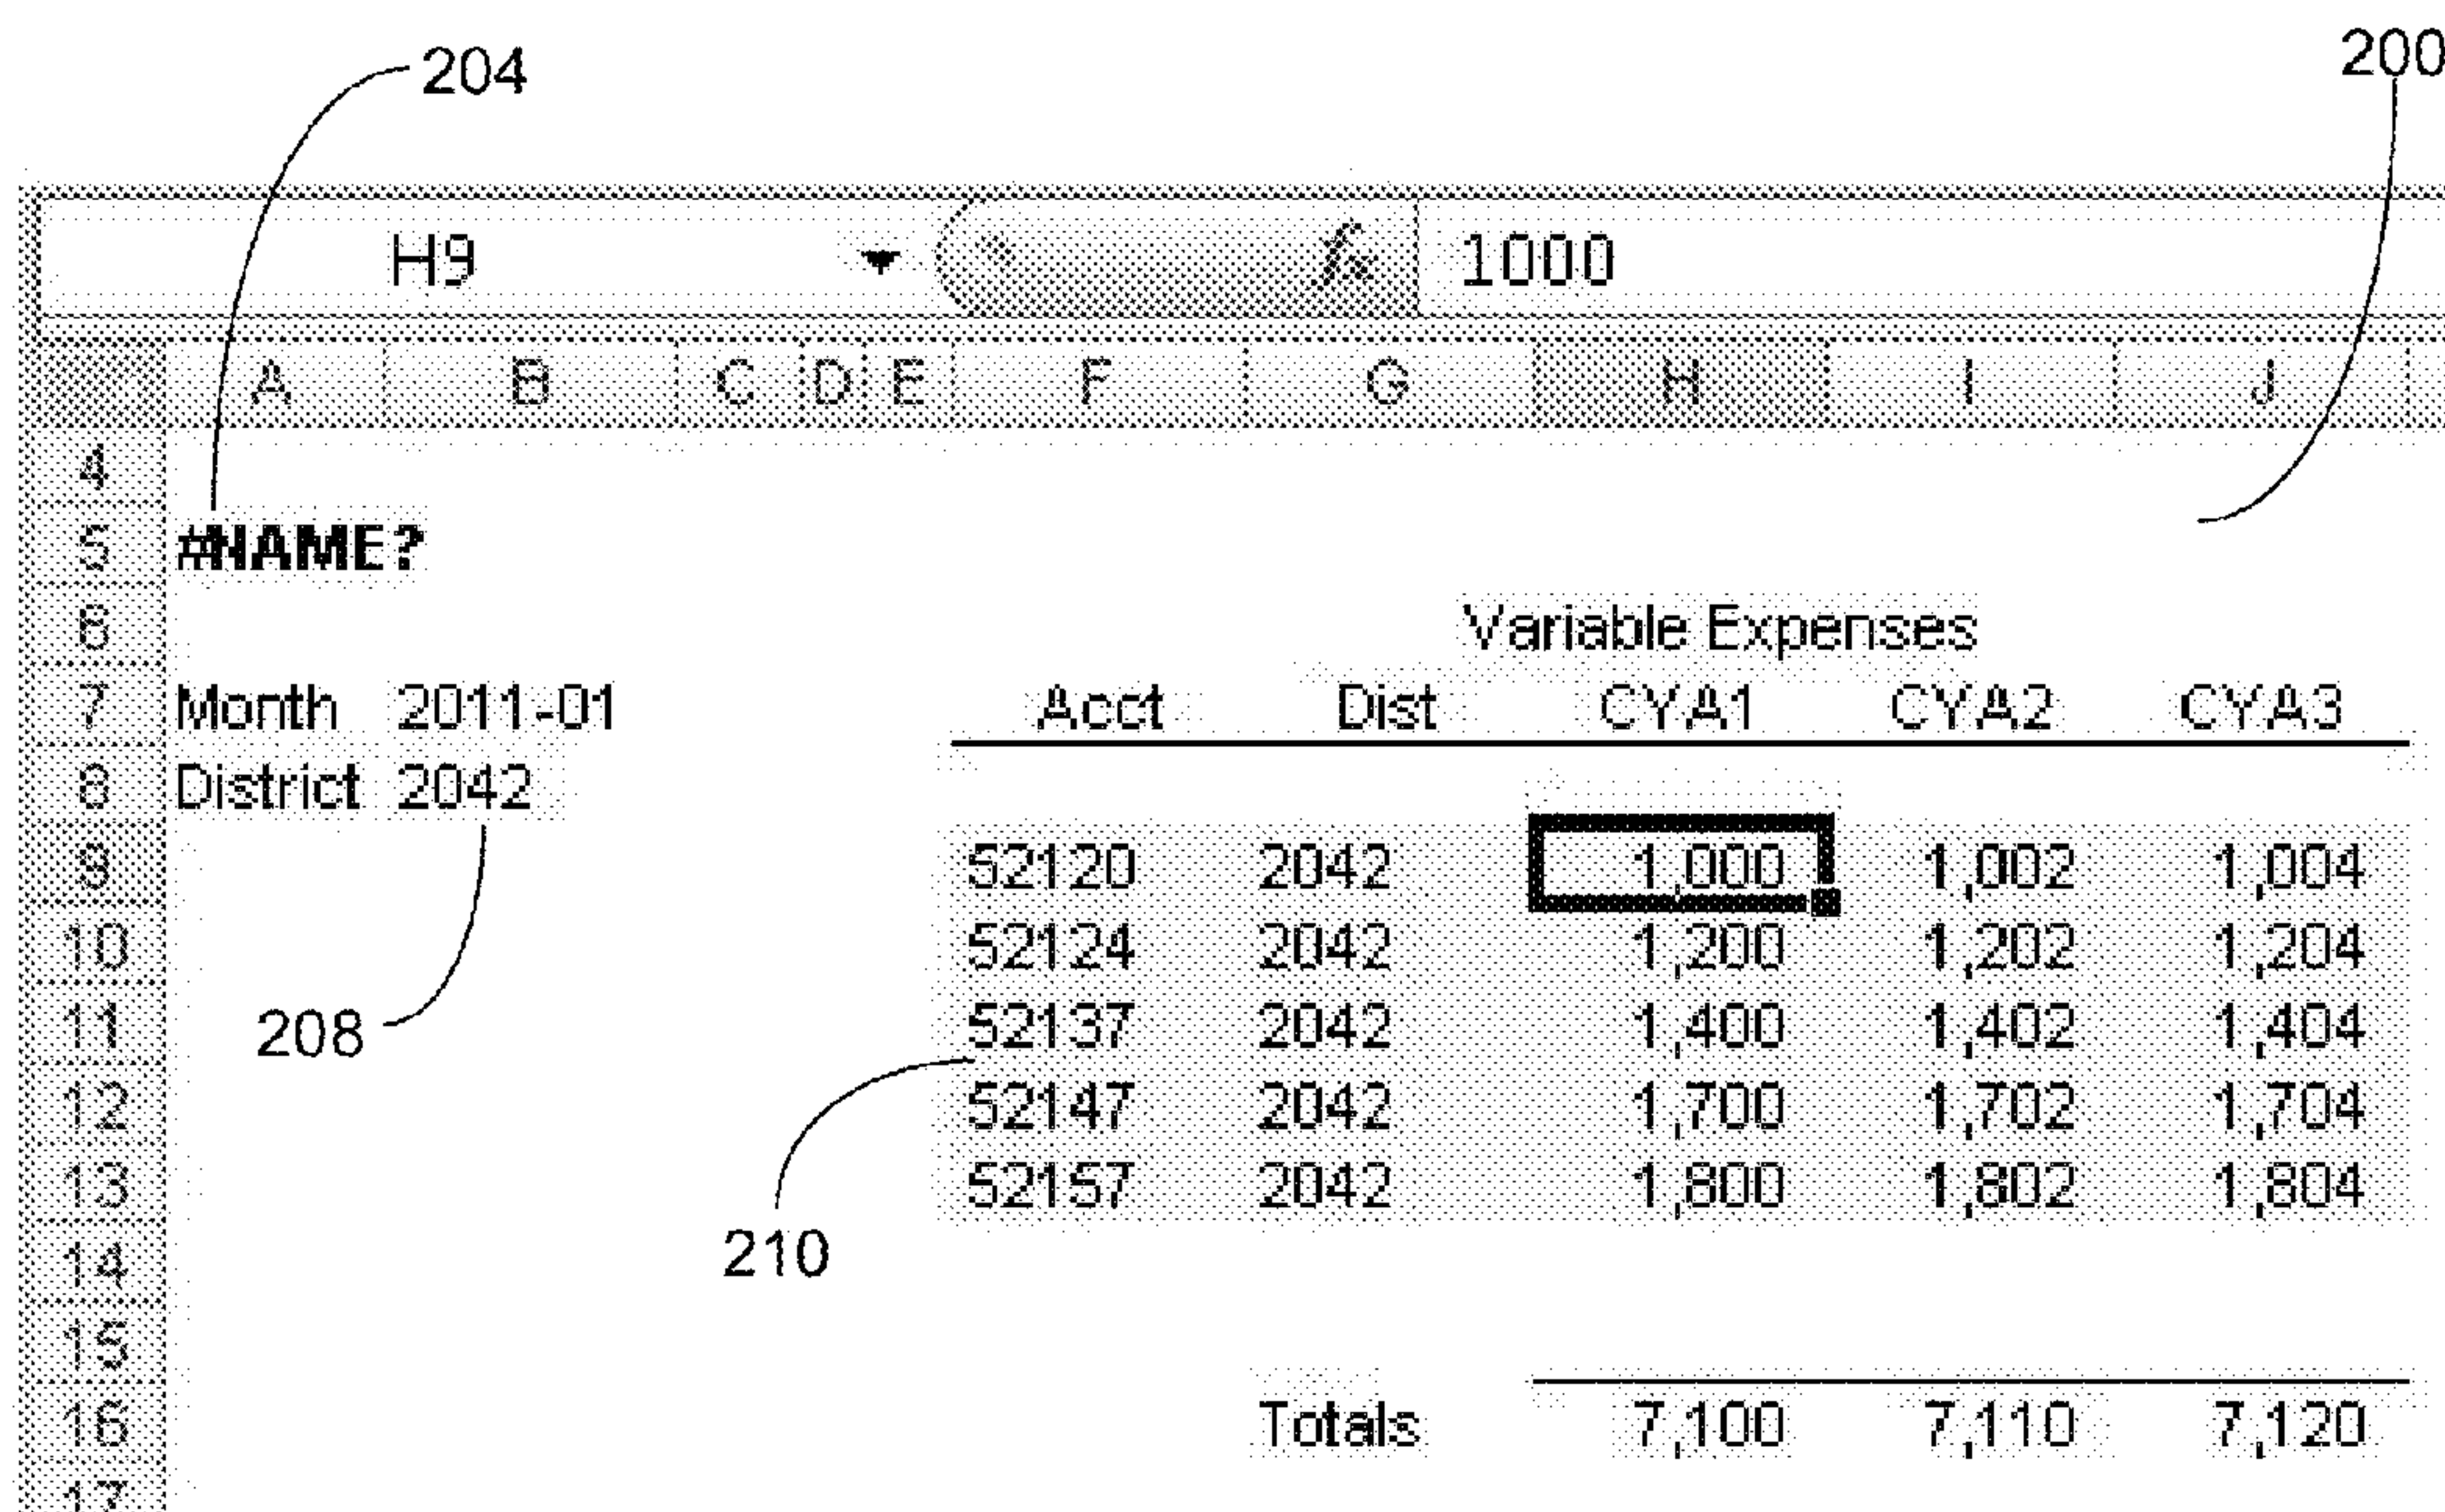 204 200
H9 fx 1000
A B C D E F G H I J
4
5 #NAME?
6 Variable Expenses
7 Month 2011-01 Acct Dist CYA1 CYA2 CYA3
8 District 2042
9 52120 2042 1,000 1,002 1,004
10 52124 2042 1,200 1,202 1,204
11 208 52137 2042 1,400 1,402 1,404
12 52147 2042 1,700 1,702 1,704
13 52157 2042 1,800 1,802 1,804
14 210
15
16 Totals 7,100 7,110 7,120
17